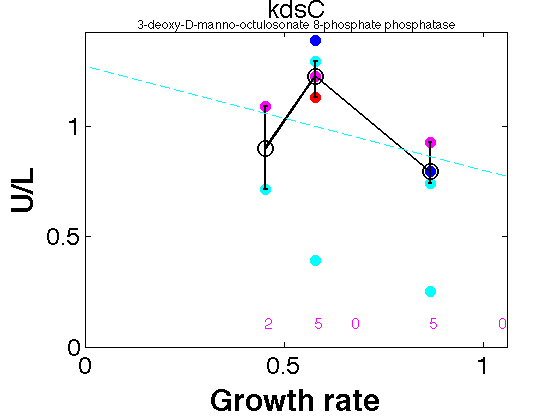 kdsC
3-deoxy-D-manno-octulosonate 8-phosphate phosphatase
U/L
1
0.5
0
2 5 0 5 0
0 0.5 1
Growth rate